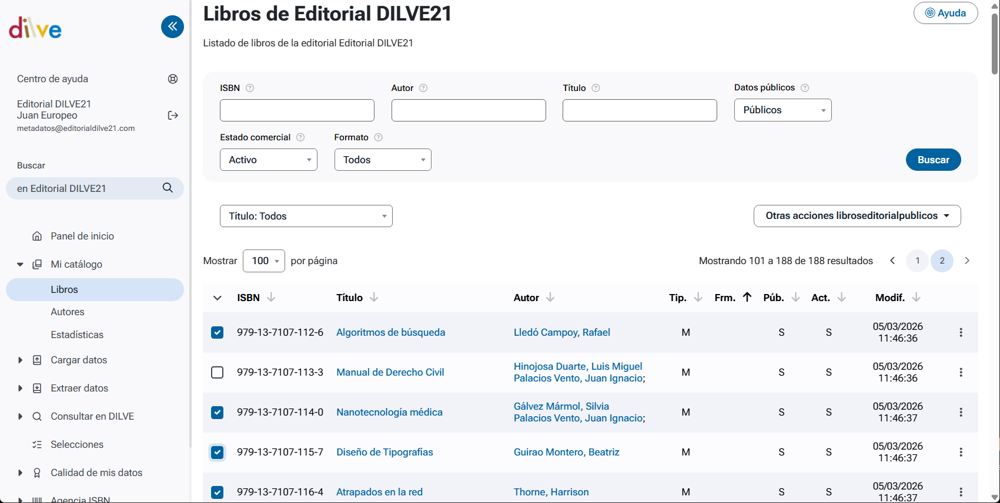 dilve
Centro de ayuda
Editorial DILVE21
Juan Europeo
metadatos@editorialdilve21.com
Buscar
en Editorial DILVE21
Panel de inicio
Mi catálogo
Libros
Autores
Estadísticas
Cargar datos
Extraer datos
Consultar en DILVE
Selecciones
Calidad de mis datos
Agencia ISBN
Libros de Editorial DILVE21
Ayuda
Listado de libros de la editorial Editorial DILVE21
ISBN ? Autor ? Título ? Datos públicos ?
Públicos
Estado comercial ? Formato ?
Activo Todos Buscar
Título: Todos Otras acciones libroseditorialpublicos
Mostrar 100 por página Mostrando 101 a 188 de 188 resultados 1 2
ISBN Título Autor Tip. Frm. Púb. Act. Modif.
979-13-7107-112-6 Algoritmos de búsqueda Lledó Campoy, Rafael M S S 05/03/2026
11:46:36
979-13-7107-113-3 Manual de Derecho Civil Hinojosa Duarte, Luis Miguel M S S 05/03/2026
Palacios Vento, Juan Ignacio; 11:46:36
979-13-7107-114-0 Nanotecnología médica Gálvez Mármol, Silvia M S S 05/03/2026
Palacios Vento, Juan Ignacio; 11:46:37
979-13-7107-115-7 Diseño de Tipografías Guirao Montero, Beatriz M S S 05/03/2026
11:46:37
979-13-7107-116-4 Atrapados en la red Thorne, Harrison M S S 05/03/2026
11:46:37